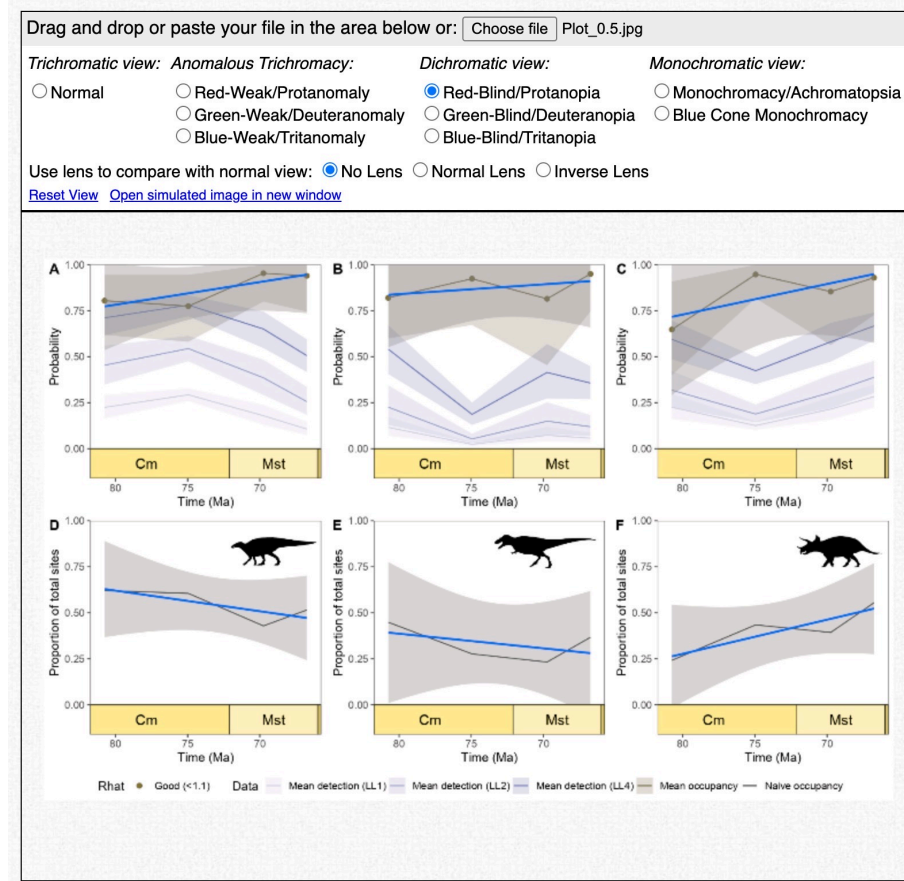 Drag and drop or paste your file in the area below or: Choose file Plot_0.5.jpg
Trichromatic view: Anomalous Trichromacy: Dichromatic view: Monochromatic view:
Normal Red-Weak/Protanomaly Red-Blind/Protanopia Monochromacy/Achromatopsia
Green-Weak/Deuteranomaly Green-Blind/Deuteranopia Blue Cone Monochromacy
Blue-Weak/Tritanomaly Blue-Blind/Tritanopia
Use lens to compare with normal view: No Lens Normal Lens Inverse Lens
Reset View Open simulated image in new window
A B C
1.00 1.00 1.00
0.75 0.75 0.75
0.50 0.50 0.50
0.25 0.25 0.25
0.00 0.00 0.00
Probability Probability Probability
Cm Mst Cm Mst Cm Mst
80 75 70 80 75 70 80 75 70
Time (Ma) Time (Ma) Time (Ma)
D E F
1.00 1.00 1.00
0.75 0.75 0.75
0.50 0.50 0.50
0.25 0.25 0.25
0.00 0.00 0.00
Proportion of total sites Proportion of total sites Proportion of total sites
Cm Mst Cm Mst Cm Mst
80 75 70 80 75 70 80 75 70
Time (Ma) Time (Ma) Time (Ma)
Rhat Good (<1.1) Data Mean detection (LL1) Mean detection (LL2) Mean detection (LL4) Mean occupancy Naive occupancy